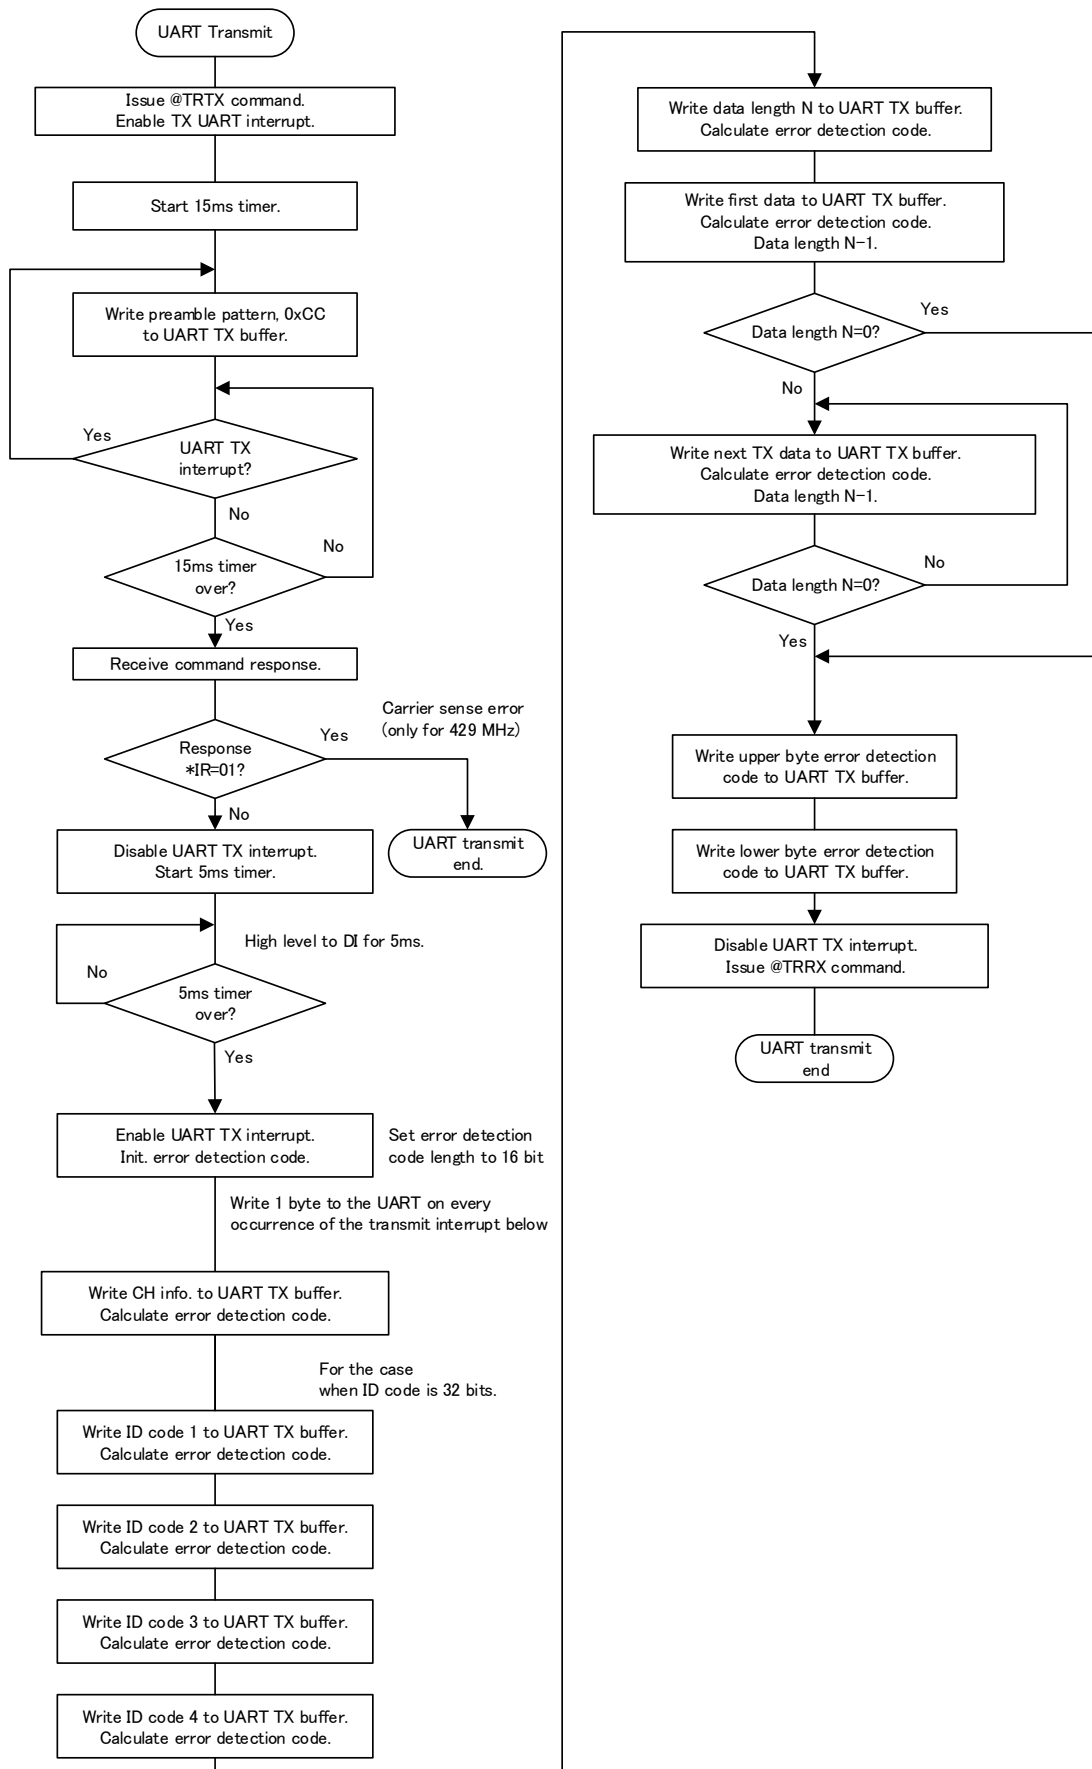 UART Transmit
Issue @TRTX command.
Enable TX UART interrupt.
Start 15ms timer.
Write preamble pattern, 0xCC
to UART TX buffer.
Yes
UART TX
interrupt?
No
No
15ms timer
over?
Yes
Receive command response.
Carrier sense error
(only for 429 MHz)
Response
*IR=01?
Yes
No
UART transmit
end.
Disable UART TX interrupt.
Start 5ms timer.
High level to DI for 5ms.
No
5ms timer
over?
Yes
Enable UART TX interrupt.
Init. error detection code.
Set error detection
code length to 16 bit
Write 1 byte to the UART on every
occurrence of the transmit interrupt below
Write CH info. to UART TX buffer.
Calculate error detection code.
For the case
when ID code is 32 bits.
Write ID code 1 to UART TX buffer.
Calculate error detection code.
Write ID code 2 to UART TX buffer.
Calculate error detection code.
Write ID code 3 to UART TX buffer.
Calculate error detection code.
Write ID code 4 to UART TX buffer.
Calculate error detection code.
Write data length N to UART TX buffer.
Calculate error detection code.
Write first data to UART TX buffer.
Calculate error detection code.
Data length N-1.
Data length N=0?
Yes
No
Write next TX data to UART TX buffer.
Calculate error detection code.
Data length N-1.
Data length N=0?
No
Yes
Write upper byte error detection
code to UART TX buffer.
Write lower byte error detection
code to UART TX buffer.
Disable UART TX interrupt.
Issue @TRRX command.
UART transmit
end